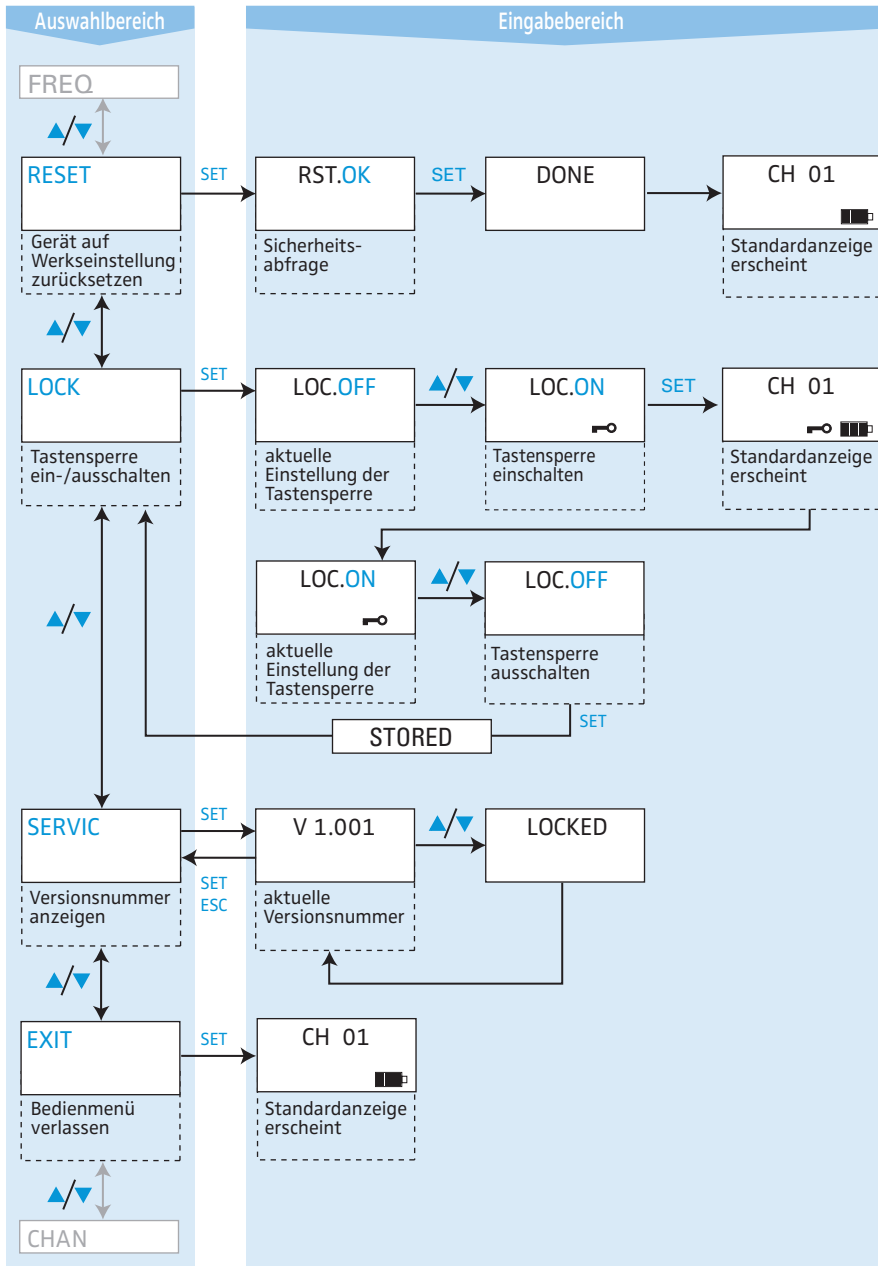 Auswahlbereich
Eingabebereich
FREQ
RESET
SET
RST.OK
SET
DONE
CH 01
Gerät auf
Werkseinstellung
zurücksetzen
Sicherheits-
abfrage
Standardanzeige
erscheint
LOCK
SET
LOC.OFF
LOC.ON
SET
CH 01
Tastensperre
ein-/ausschalten
aktuelle
Einstellung der
Tastensperre
Tastensperre
einschalten
Standardanzeige
erscheint
LOC.ON
LOC.OFF
aktuelle
Einstellung der
Tastensperre
Tastensperre
ausschalten
SET
STORED
SERVIC
SET
V 1.001
LOCKED
SET
ESC
Versionsnummer
anzeigen
aktuelle
Versionsnummer
EXIT
SET
CH 01
Bedienmenü
verlassen
Standardanzeige
erscheint
CHAN